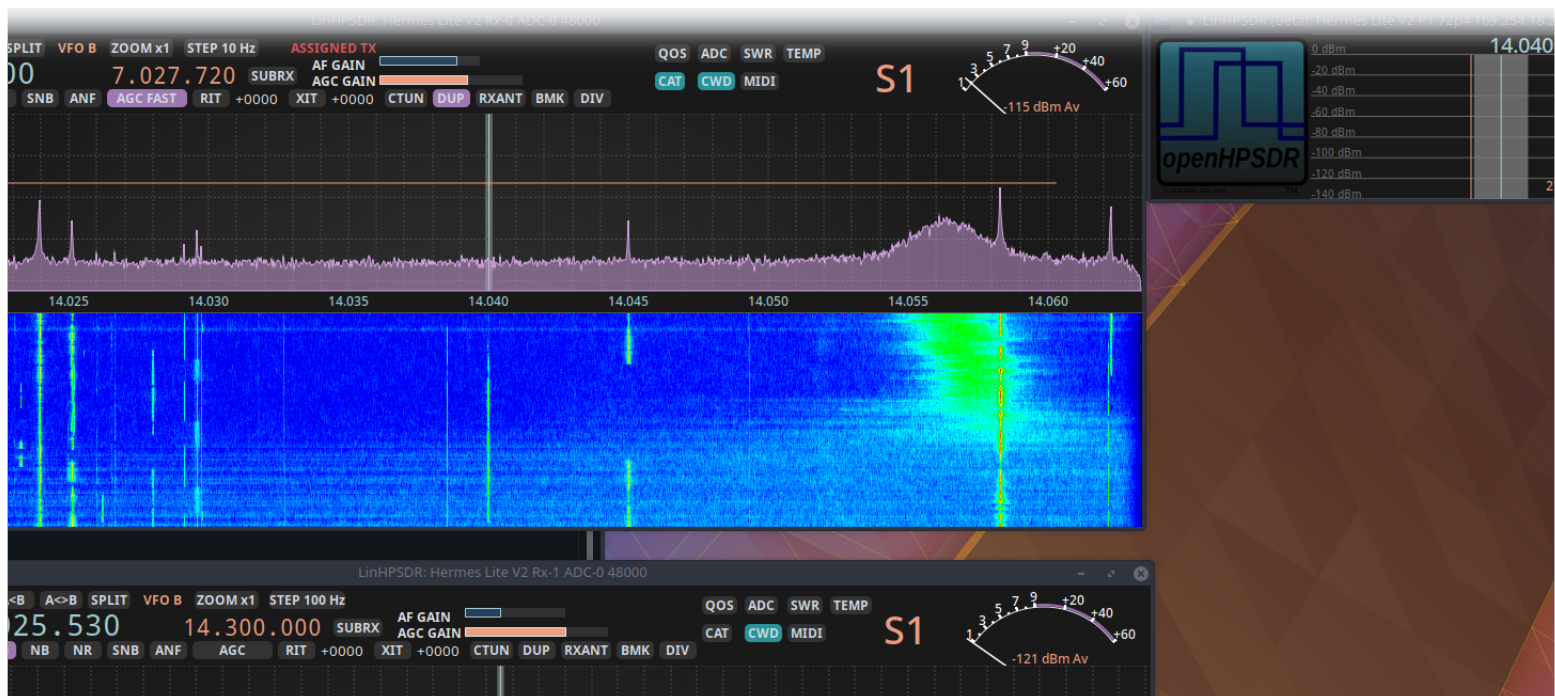 LinHPSDR: Hermes Lite V2 Rx-0 ADC-0 48000
LinHPSDR (Beta): Hermes Lite V2 P1 72p4 169.254.18.2
SPLIT VFO B ZOOM x1 STEP 10 Hz ASSIGNED TX
00 7.027.720 SUBRX AF GAIN
AGC GAIN
SNB ANF AGC FAST RIT +0000 XIT +0000 CTUN DUP RXANT BMK DIV
QOS ADC SWR TEMP
CAT CWD MIDI
S1
1 3 5 7 9 +20 +40 +60
-115 dBm Av
openHPSDR
TM
14.040
0 dBm
-20 dBm
-40 dBm
-60 dBm
-80 dBm
-100 dBm
-120 dBm
-140 dBm
2
14.025 14.030 14.035 14.040 14.045 14.050 14.055 14.060
LinHPSDR: Hermes Lite V2 Rx-1 ADC-0 48000
<B A<>B SPLIT VFO B ZOOM x1 STEP 100 Hz
025.530 14.300.000 SUBRX AF GAIN
AGC GAIN
NB NR SNB ANF AGC RIT +0000 XIT +0000 CTUN DUP RXANT BMK DIV
QOS ADC SWR TEMP
CAT CWD MIDI
S1
1 3 5 7 9 +20 +40 +60
-121 dBm Av